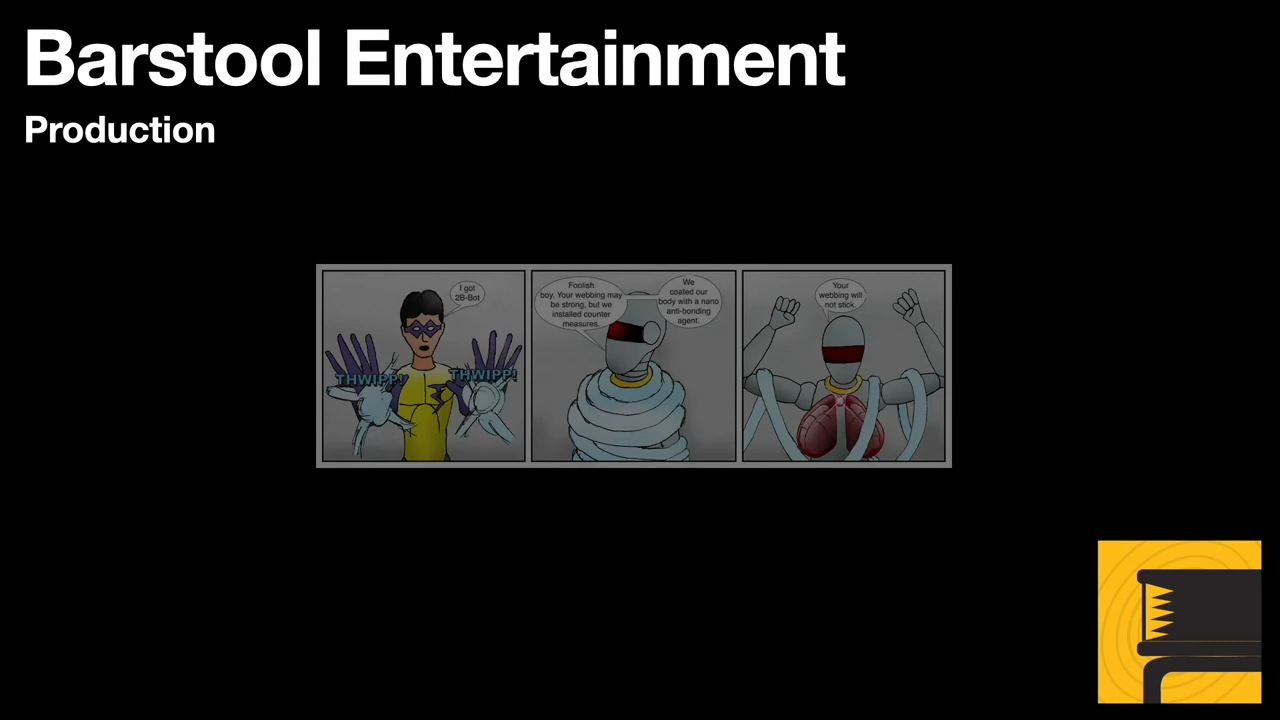 Barstool Entertainment
Production
I got
2B-Bot
THWIPP!
THWIPP!
Foolish
boy. Your webbing may
be strong, but we
installed counter
measures.
We
coated our
body with a nano
anti-bonding
agent.
Your
webbing will
not stick.